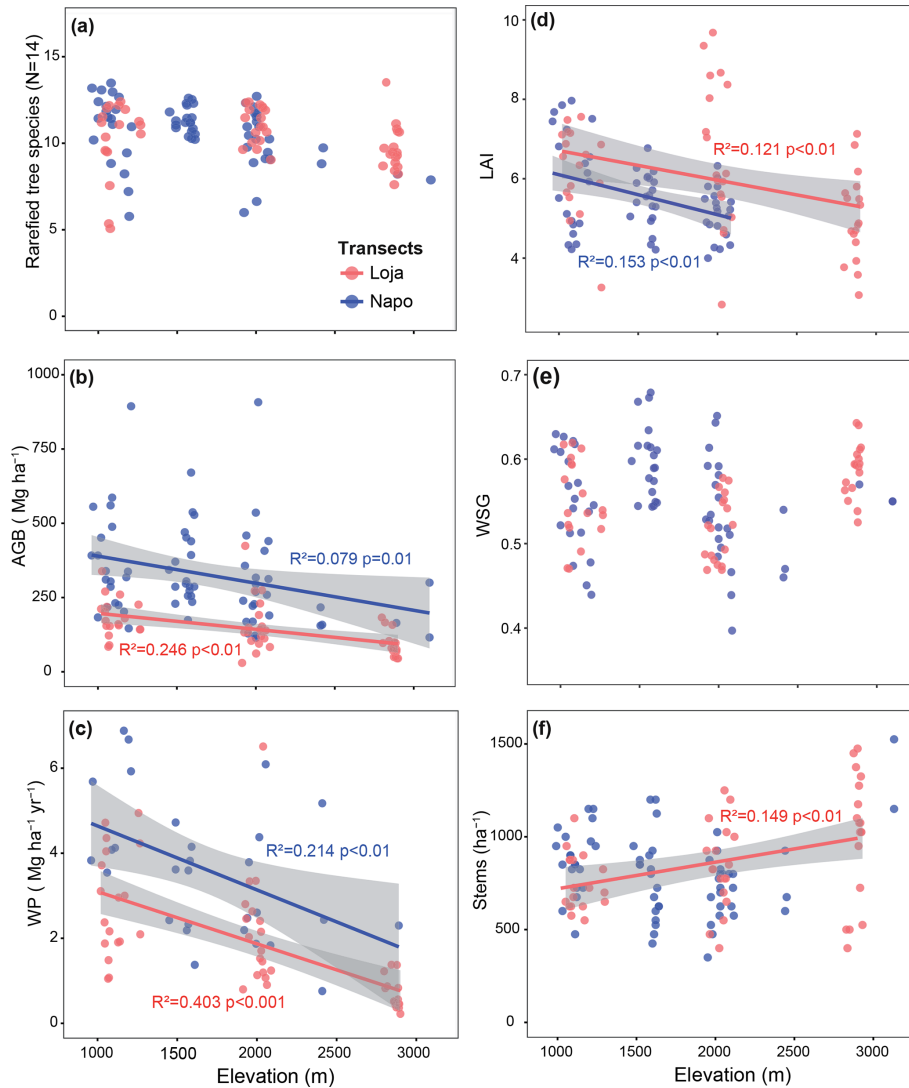 (a)
Rarefied tree species (N=14)
15
10
5
0
Transects
Loja
Napo
(b)
AGB ( Mg ha⁻¹)
1000
750
500
250
0
R²=0.079 p=0.01
R²=0.246 p<0.01
(c)
WP ( Mg ha⁻¹ yr⁻¹)
6
4
2
0
R²=0.214 p<0.01
R²=0.403 p<0.001
1000 1500 2000 2500 3000
Elevation (m)
(d)
LAI
10
8
6
4
R²=0.121 p<0.01
R²=0.153 p<0.01
(e)
WSG
0.7
0.6
0.5
0.4
(f)
Stems (ha⁻¹)
1500
1000
500
0
R²=0.149 p<0.01
1000 1500 2000 2500 3000
Elevation (m)